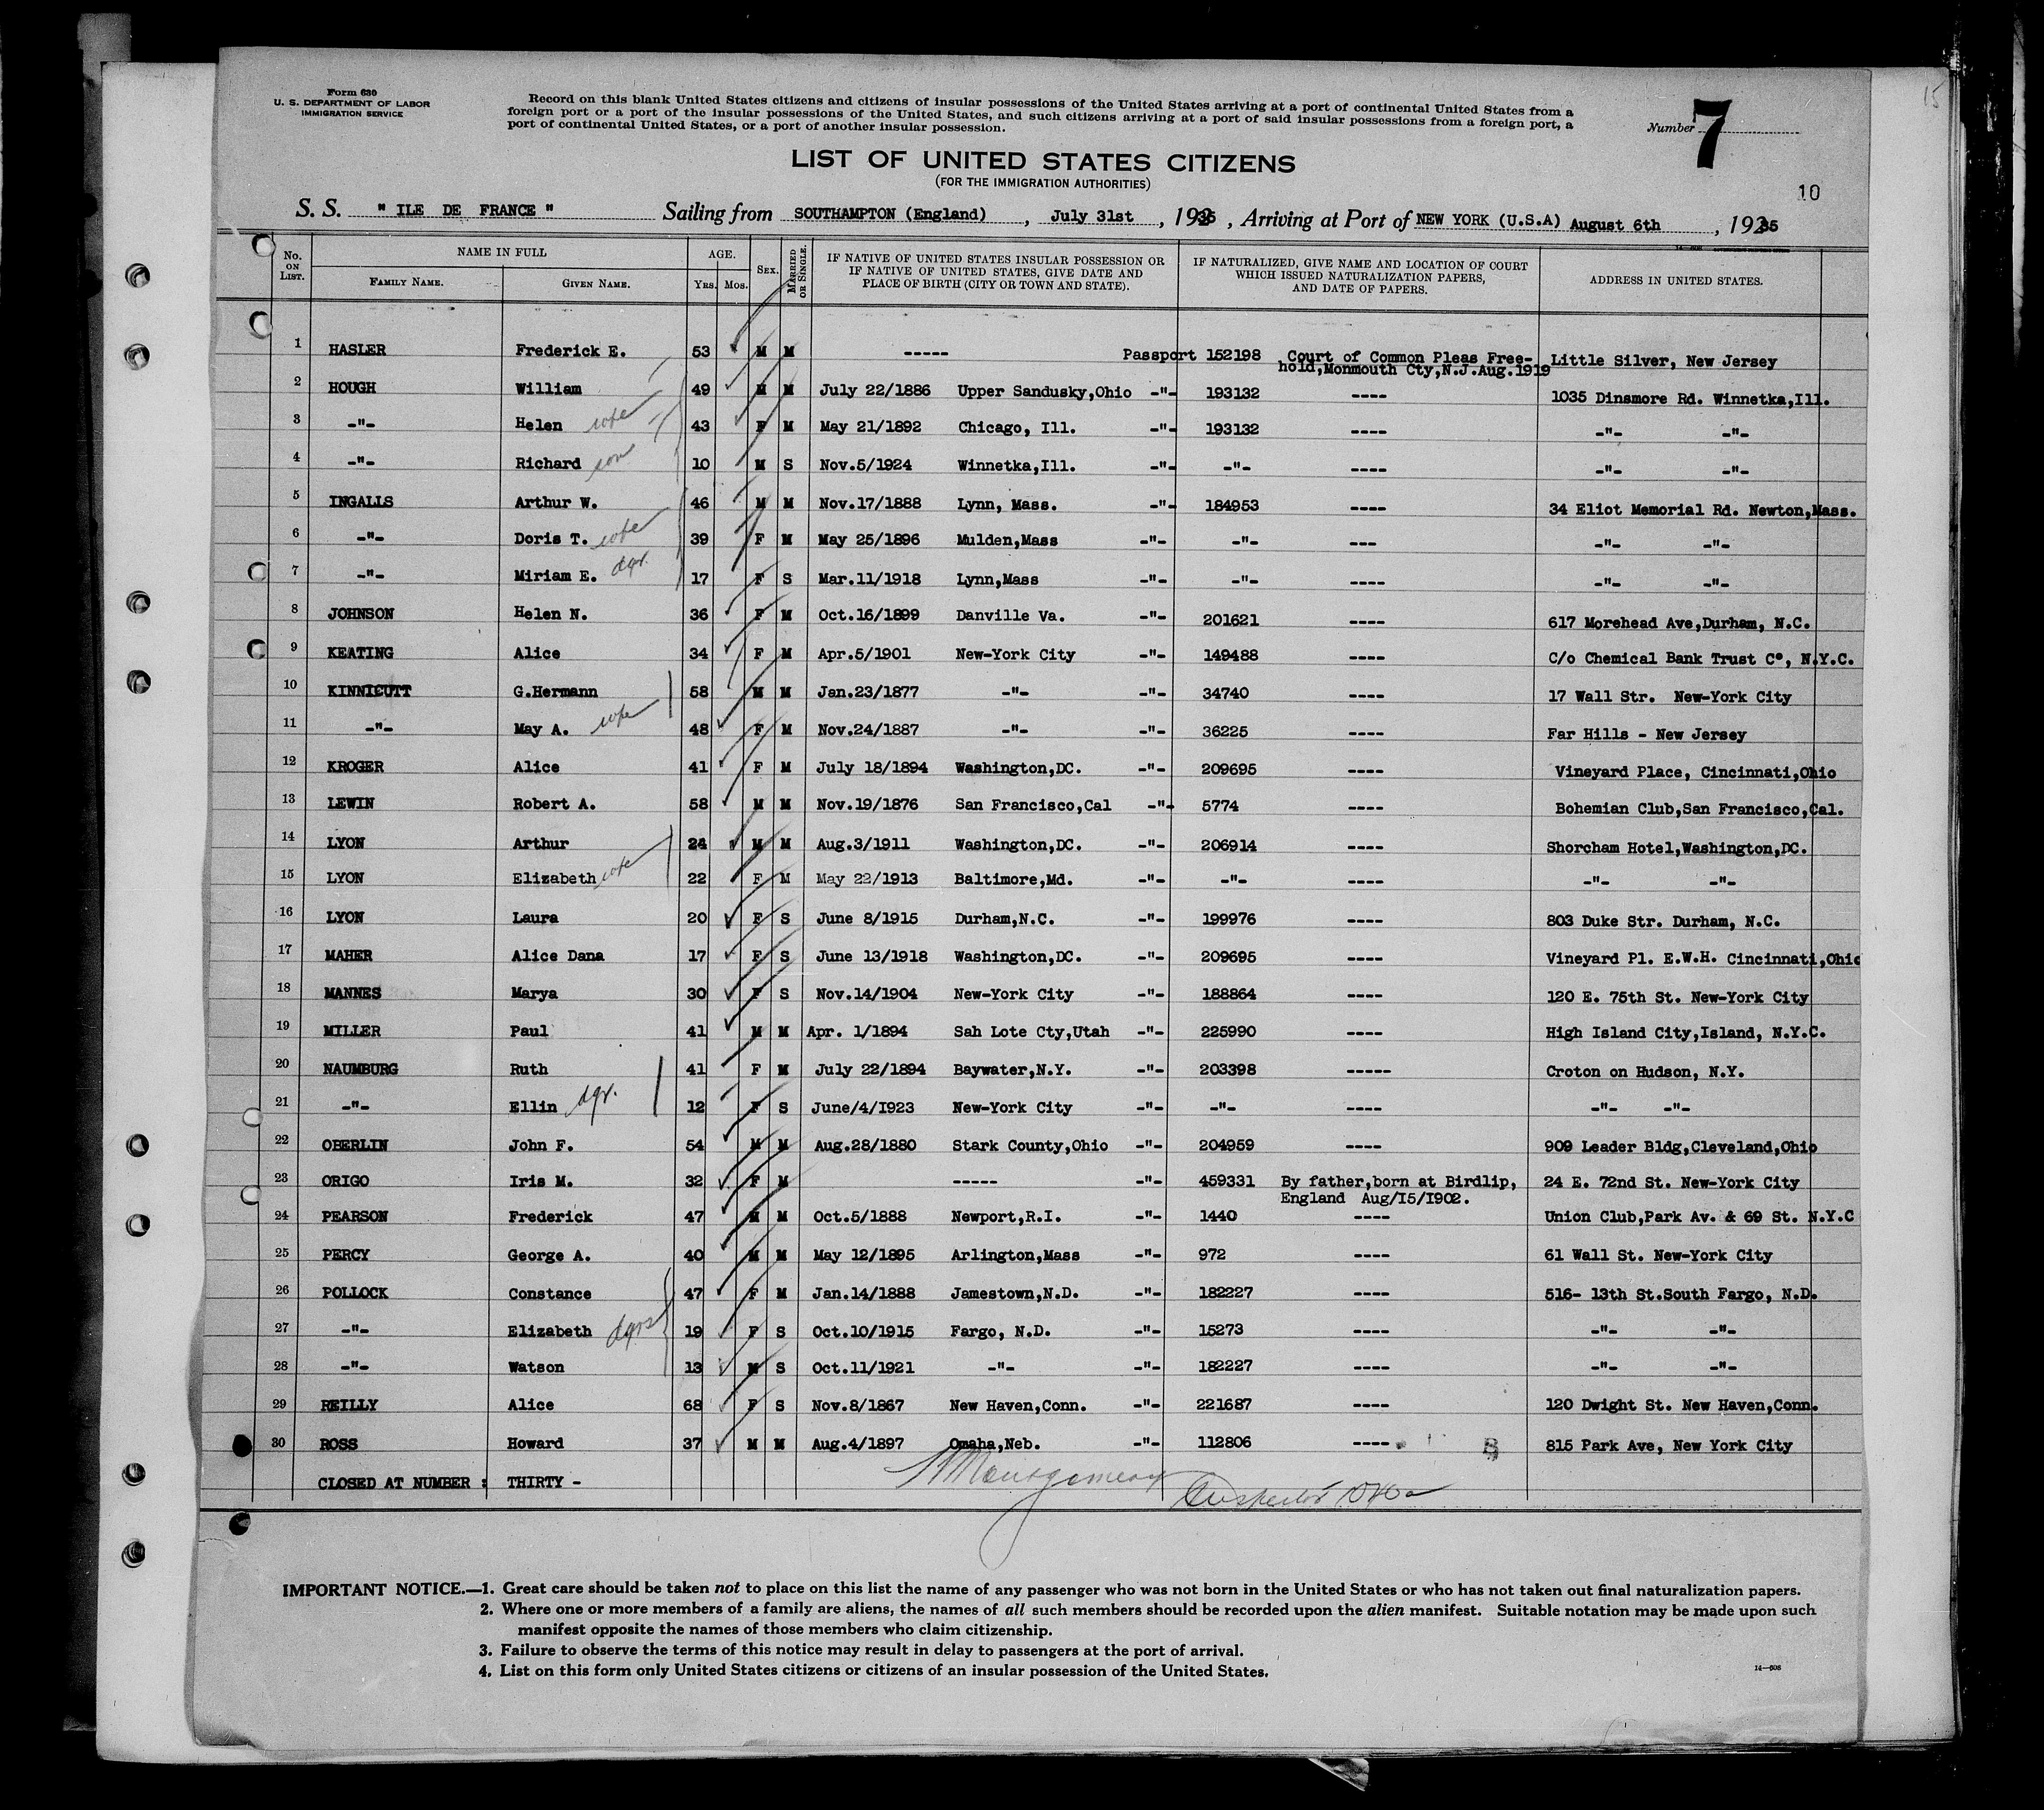 15
Form 630
U. S. DEPARTMENT OF LABOR
IMMIGRATION SERVICE
Record on this blank United States citizens and citizens of insular possessions of the United States arriving at a port of continental United States from a
foreign port or a port of the insular possessions of the United States, and such citizens arriving at a port of said insular possessions from a foreign port, a
port of continental United States, or a port of another insular possession.
Number 7
LIST OF UNITED STATES CITIZENS
(FOR THE IMMIGRATION AUTHORITIES)
10
S. S. " ILE DE FRANCE " Sailing from SOUTHAMPTON (England) , July 31st , 1935 , Arriving at Port of NEW YORK (U.S.A) August 6th , 1935
No. ON LIST. NAME IN FULL FAMILY NAME. GIVEN NAME. AGE. YRS. MOS. SEX. MARRIED OR SINGLE. IF NATIVE OF UNITED STATES INSULAR POSSESSION OR IF NATIVE OF UNITED STATES, GIVE DATE AND PLACE OF BIRTH (CITY OR TOWN AND STATE). IF NATURALIZED, GIVE NAME AND LOCATION OF COURT WHICH ISSUED NATURALIZATION PAPERS, AND DATE OF PAPERS. ADDRESS IN UNITED STATES.
1 HASLER Frederick E. 53 M M ----- Passport 152198 Court of Common Pleas Free- hold,Monmouth Cty,N.J.Aug.1919 Little Silver, New Jersey
2 HOUGH William 49 M M July 22/1886 Upper Sandusky,Ohio -"- 193132 ---- 1035 Dinsmore Rd. Winnetka,Ill.
3 -"- Helen wife 43 F M May 21/1892 Chicago, Ill. -"- 193132 ---- -"- -"-
4 -"- Richard son 10 M S Nov.5/1924 Winnetka,Ill. -"- -"- ---- -"- -"-
5 INGALLS Arthur W. 46 M M Nov.17/1888 Lynn, Mass. -"- 184953 ---- 34 Eliot Memorial Rd. Newton,Mass.
6 -"- Doris T. wife 39 F M May 25/1896 Mulden,Mass -"- -"- --- -"- -"-
7 -"- Miriam E. dgr. 17 F S Mar.11/1918 Lynn,Mass -"- -"- ---- -"- -"-
8 JOHNSON Helen N. 36 F M Oct.16/1899 Danville Va. -"- 201621 ---- 617 Morehead Ave,Durham, N.C.
9 KEATING Alice 34 F M Apr.5/1901 New-York City -"- 149488 ---- C/o Chemical Bank Trust C°, N.Y.C.
10 KINNICUTT G.Hermann 58 M M Jan.23/1877 -"- -"- 34740 ---- 17 Wall Str. New-York City
11 -"- May A. wife 48 F M Nov.24/1887 -"- -"- 36225 ---- Far Hills - New Jersey
12 KROGER Alice 41 F M July 18/1894 Washington,DC. -"- 209695 ---- Vineyard Place, Cincinnati,Ohio
13 LEWIN Robert A. 58 M M Nov.19/1876 San Francisco,Cal -"- 5774 ---- Bohemian Club,San Francisco,Cal.
14 LYON Arthur 24 M M Aug.3/1911 Washington,DC. -"- 206914 ---- Shorcham Hotel,Washington,DC.
15 LYON Elizabeth wife 22 F M May 22/1913 Baltimore,Md. -"- -"- ---- -"- -"-
16 LYON Laura 20 F S June 8/1915 Durham,N.C. -"- 199976 ---- 803 Duke Str. Durham, N.C.
17 MAHER Alice Dana 17 F S June 13/1918 Washington,DC. -"- 209695 ---- Vineyard Pl. E.W.H. Cincinnati,Ohio
18 MANNES Marya 30 F S Nov.14/1904 New-York City -"- 188864 ---- 120 E. 75th St. New-York City
19 MILLER Paul 41 M M Apr. 1/1894 Sah Lote Cty,Utah -"- 225990 ---- High Island City,Island, N.Y.C.
20 NAUMBURG Ruth 41 F M July 22/1894 Baywater,N.Y. -"- 203398 ----- Croton on Hudson, N.Y.
21 -"- Ellin dgr. 12 F S June/4/1923 New-York City -"- -"- ---- -"- -"-
22 OBERLIN John F. 54 M M Aug.28/1880 Stark County,Ohio -"- 204959 ---- 909 Leader Bldg,Cleveland,Ohio
23 ORIGO Iris M. 32 F M ----- -"- 459331 By father,born at Birdlip, England Aug/15/1902. 24 E. 72nd St. New-York City
24 PEARSON Frederick 47 M M Oct.5/1888 Newport,R.I. -"- 1440 ---- Union Club,Park Av. & 69 St. N.Y.C
25 PERCY George A. 40 M M May 12/1895 Arlington,Mass -"- 972 ---- 61 Wall St. New-York City
26 POLLOCK Constance 47 F M Jan.14/1888 Jamestown,N.D. -"- 182227 ---- 516- 13th St.South Fargo, N.D.
27 -"- Elizabeth dgrs 19 F S Oct.10/1915 Fargo, N.D. -"- 15273 ---- -"- -"-
28 -"- Watson 13 M S Oct.11/1921 -"- -"- 182227 ---- -"- -"-
29 REILLY Alice 68 F S Nov.8/1867 New Haven,Conn. -"- 221687 ---- 120 Dwight St. New Haven,Conn.
30 ROSS Howard 37 M M Aug.4/1897 Omaha,Neb. -"- 112806 ---- 815 Park Ave, New York City
CLOSED AT NUMBER : THIRTY -
Montgomery
Inspector
IMPORTANT NOTICE.—1. Great care should be taken not to place on this list the name of any passenger who was not born in the United States or who has not taken out final naturalization papers.
2. Where one or more members of a family are aliens, the names of all such members should be recorded upon the alien manifest. Suitable notation may be made upon such
manifest opposite the names of those members who claim citizenship.
3. Failure to observe the terms of this notice may result in delay to passengers at the port of arrival.
4. List on this form only United States citizens or citizens of an insular possession of the United States.
14—608